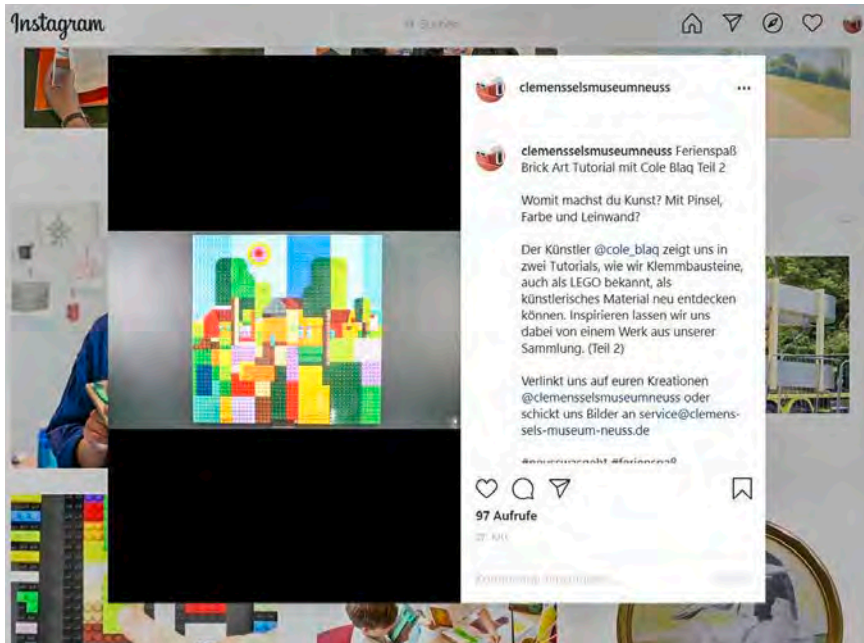 Instagram
clemensselsmuseumneuss
clemensselsmuseumneuss Ferienspaß
Brick Art Tutorial mit Cole Blaq Teil 2
Womit machst du Kunst? Mit Pinsel,
Farbe und Leinwand?
Der Künstler @cole_blaq zeigt uns in
zwei Tutorials, wie wir Klemmbausteine,
auch als LEGO bekannt, als
künstlerisches Material neu entdecken
können. Inspirieren lassen wir uns
dabei von einem Werk aus unserer
Sammlung. (Teil 2)
Verlinkt uns auf euren Kreationen
@clemensselsmuseumneuss oder
schickt uns Bilder an service@clemens-
sels-museum-neuss.de
#neusswasgeht #ferienspaß
97 Aufrufe